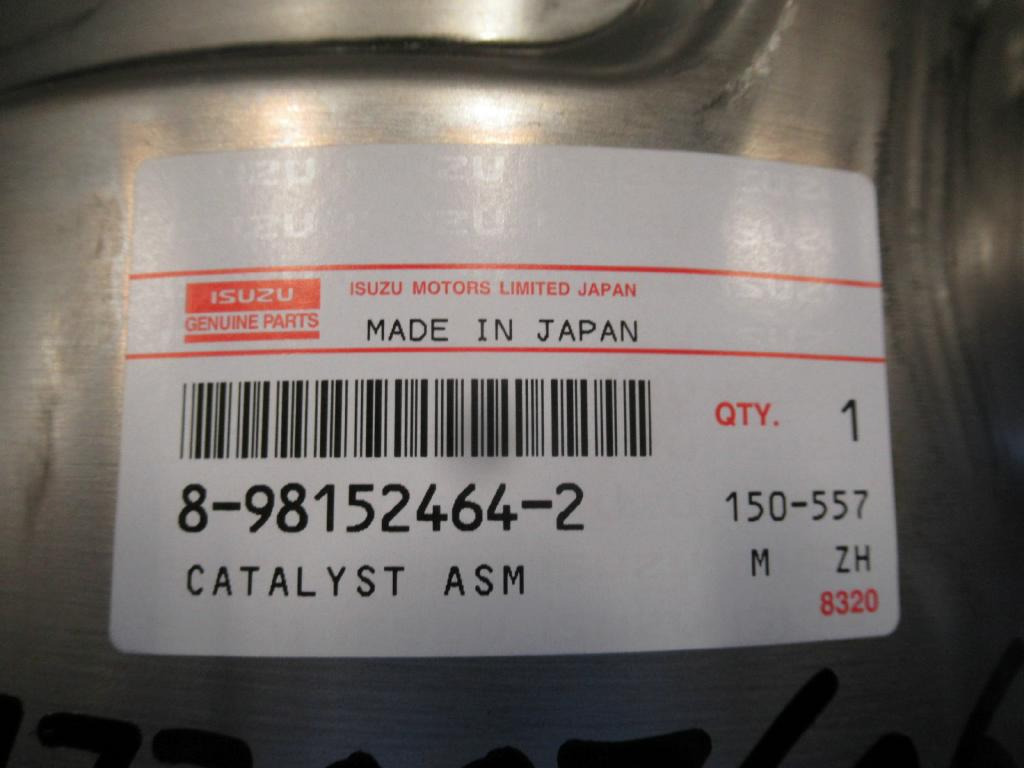 ISUZU
GENUINE PARTS
ISUZU MOTORS LIMITED JAPAN
MADE IN JAPAN
QTY. 1
8-98152464-2
150-557
CATALYST ASM
M ZH
8320